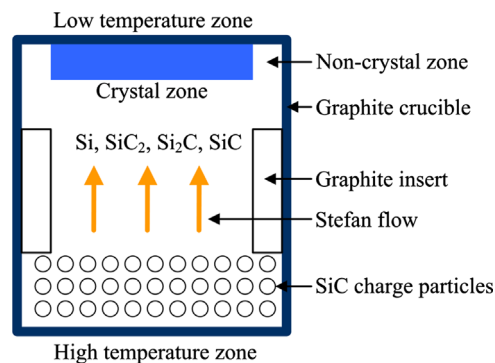 Low temperature zone
Non-crystal zone
Crystal zone
Graphite crucible
Si, SiC₂, Si₂C, SiC
Graphite insert
Stefan flow
SiC charge particles
High temperature zone